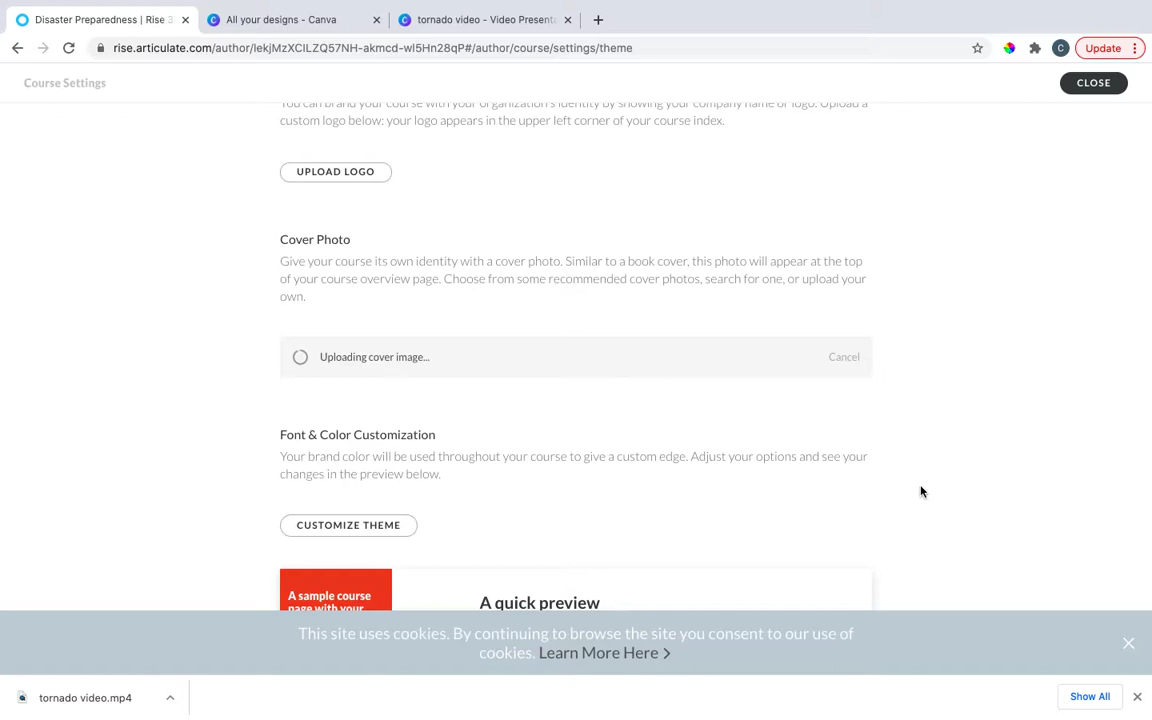 Disaster Preparedness | Rise 3
All your designs - Canva
tornado video - Video Presenta
rise.articulate.com/author/IekjMzXCILZQ57NH-akmcd-wl5Hn28qP#/author/course/settings/theme
C
Update
Course Settings
CLOSE
You can brand your course with your organization's identity by showing your company name or logo. Upload a
custom logo below: your logo appears in the upper left corner of your course index.
UPLOAD LOGO
Cover Photo
Give your course its own identity with a cover photo. Similar to a book cover, this photo will appear at the top
of your course overview page. Choose from some recommended cover photos, search for one, or upload your
own.
Uploading cover image...
Cancel
Font & Color Customization
Your brand color will be used throughout your course to give a custom edge. Adjust your options and see your
changes in the preview below.
CUSTOMIZE THEME
A sample course
page with your
A quick preview
This site uses cookies. By continuing to browse the site you consent to our use of
cookies. Learn More Here >
tornado video.mp4
Show All